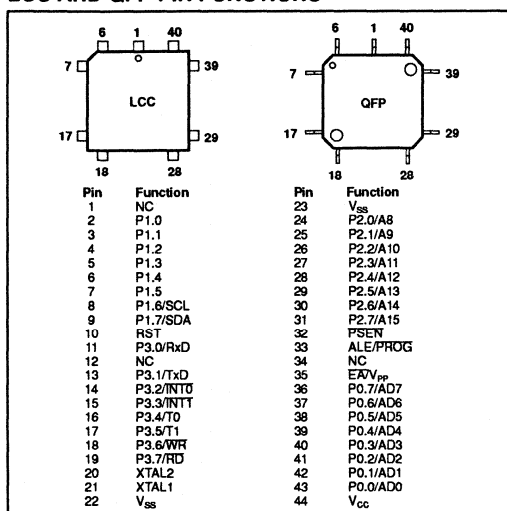 LCC AND QFP PIN FUNCTIONS
6 1 40
7 39
LCC
17 29
18 28
6 1 40
7 39
QFP
17 29
18 28
Pin Function
1 NC
2 P1.0
3 P1.1
4 P1.2
5 P1.3
6 P1.4
7 P1.5
8 P1.6/SCL
9 P1.7/SDA
10 RST
11 P3.0/RxD
12 NC
13 P3.1/TxD
14 P3.2/I̅N̅T̅0̅
15 P3.3/I̅N̅T̅1̅
16 P3.4/T0
17 P3.5/T1
18 P3.6/W̅R̅
19 P3.7/R̅D̅
20 XTAL2
21 XTAL1
22 VSS
Pin Function
23 VSS
24 P2.0/A8
25 P2.1/A9
26 P2.2/A10
27 P2.3/A11
28 P2.4/A12
29 P2.5/A13
30 P2.6/A14
31 P2.7/A15
32 P̅S̅E̅N̅
33 ALE/P̅R̅O̅G̅
34 NC
35 E̅A̅/VPP
36 P0.7/AD7
37 P0.6/AD6
38 P0.5/AD5
39 P0.4/AD4
40 P0.3/AD3
41 P0.2/AD2
42 P0.1/AD1
43 P0.0/AD0
44 VCC